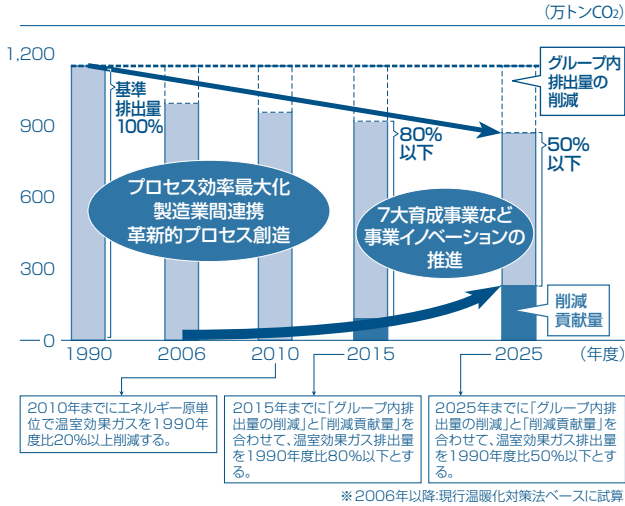 (万トンCO2)
1,200
900
600
300
0
基準
排出量
100%
グループ内
排出量の
削減
80%
以下
50%
以下
プロセス効率最大化
製造業間連携
革新的プロセス創造
7大育成事業など
事業イノベーションの
推進
削減
貢献量
1990
2006
2010
2015
2025
(年度)
2010年までにエネルギー原単
位で温室効果ガスを1990年
度比20%以上削減する。
2015年までに「グループ内排
出量の削減」と「削減貢献量」を
合わせて、温室効果ガス排出量
を1990年度比80%以下とす
る。
2025年までに「グループ内排
出量の削減」と「削減貢献量」を
合わせて、温室効果ガス排出量
を1990年度比50%以下とす
る。
※2006年以降:現行温暖化対策法ベースに試算